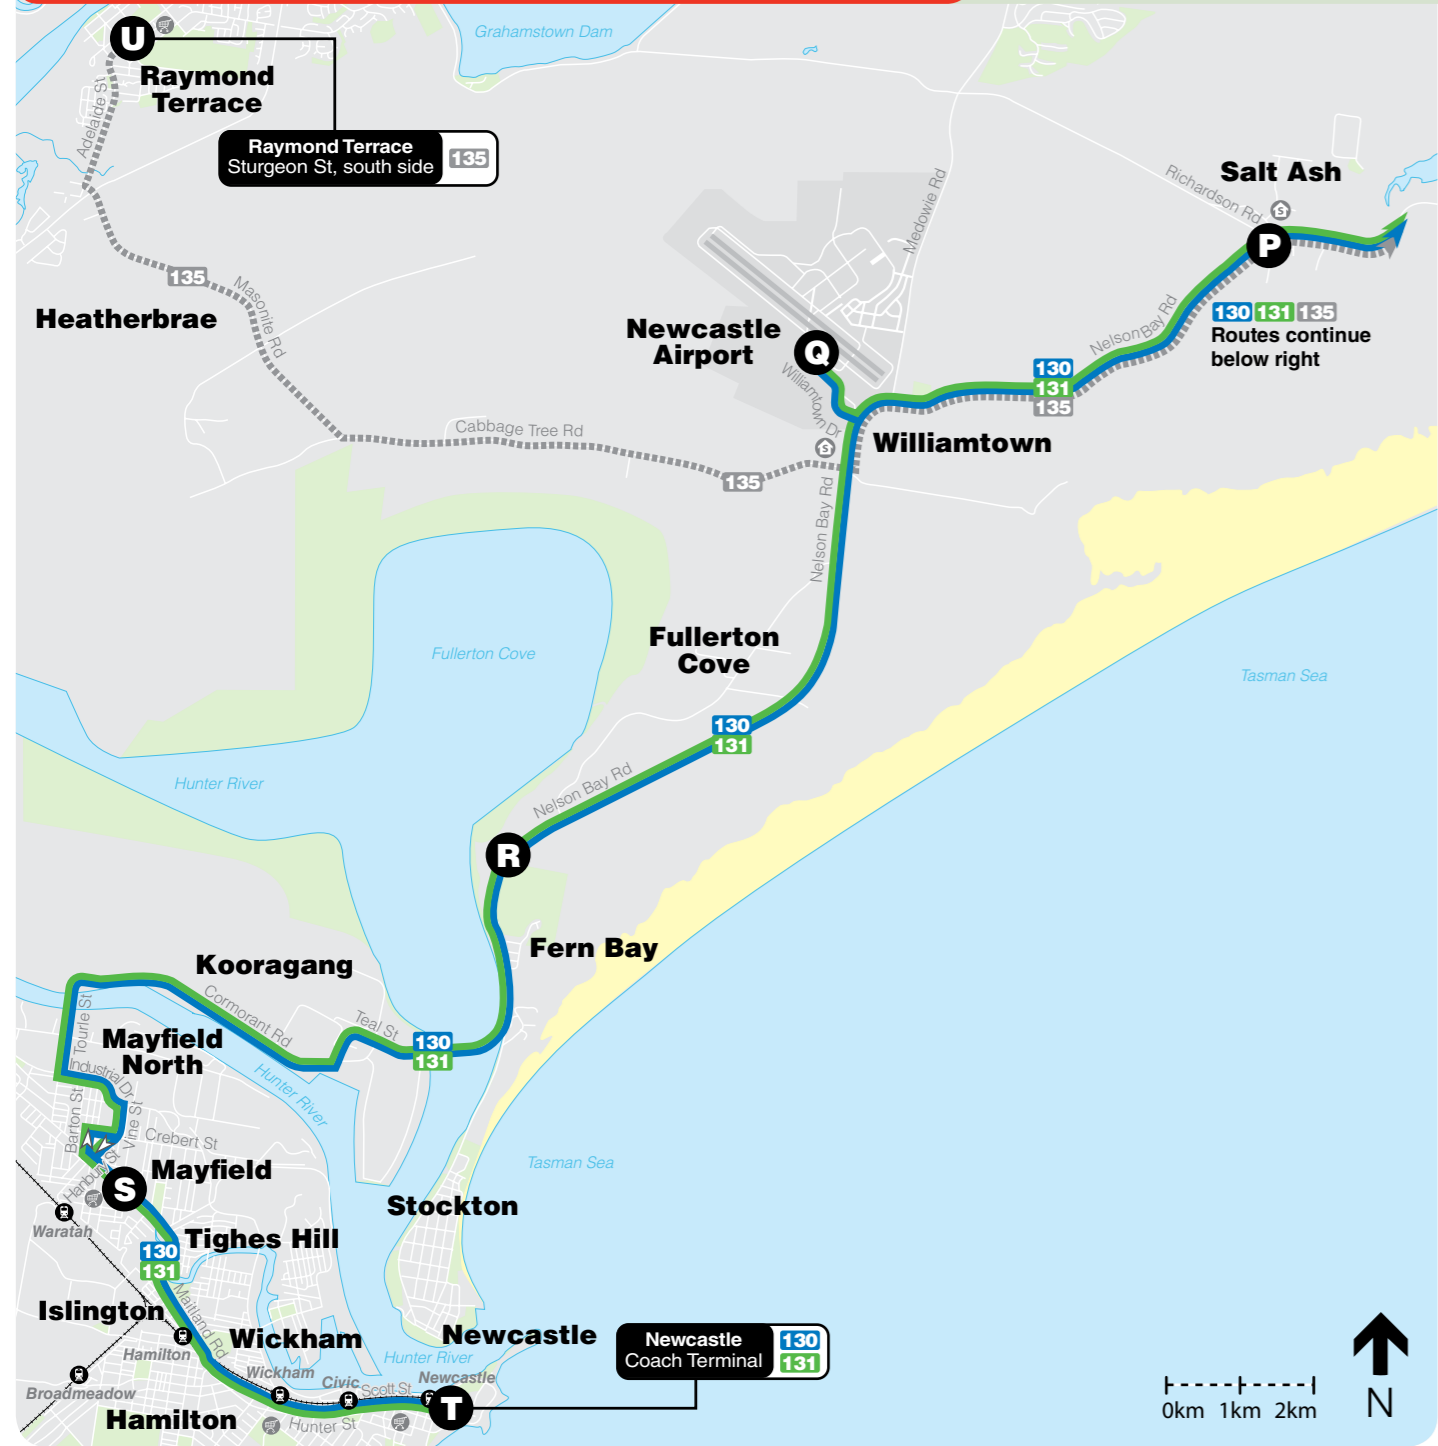 Grahamstown Dam
U
Raymond
Terrace
Adelaide St
Raymond Terrace
Sturgeon St, south side
135
Medowie Rd
Richardson Rd
Salt Ash
S
P
135
Masonite Rd
Heatherbrae
Newcastle
Airport
Q
Williamtown Dr
Nelson Bay Rd
130 131 135
Routes continue
below right
130
131
135
Cabbage Tree Rd
S
Williamtown
135
Nelson Bay Rd
Fullerton
Cove
Fullerton Cove
Tasman Sea
130
131
Hunter River
Nelson Bay Rd
R
Fern Bay
Kooragang
Cormorant Rd
Teal St
130
131
Tourle St
Mayfield
North
Industrial Dr
Hunter River
Barton St
Vine St
Crebert St
Hanbury St
Mayfield
S
Tasman Sea
Stockton
Waratah
Tighes Hill
130
131
Islington
Maitland Rd
Wickham
Newcastle
Newcastle
Coach Terminal
130
131
Hamilton
Hunter River
Wickham
Civic
Scott St
Newcastle
Broadmeadow
T
Hamilton
Hunter St
0km 1km 2km
N